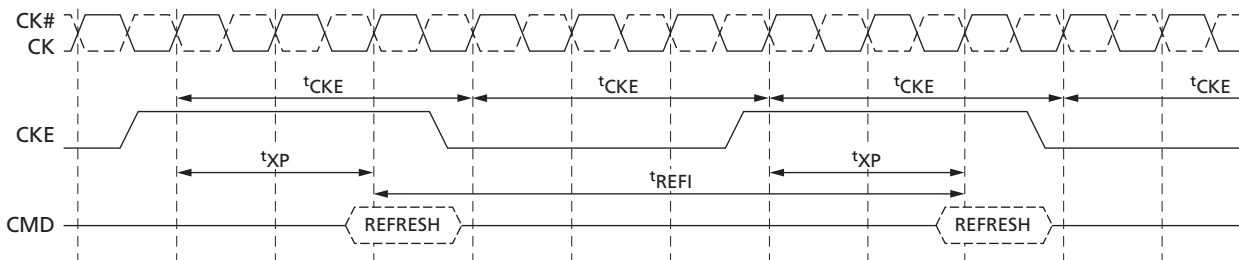 CK#
CK
tCKE tCKE tCKE tCKE
CKE
tXP tXP
tREFI
CMD REFRESH REFRESH